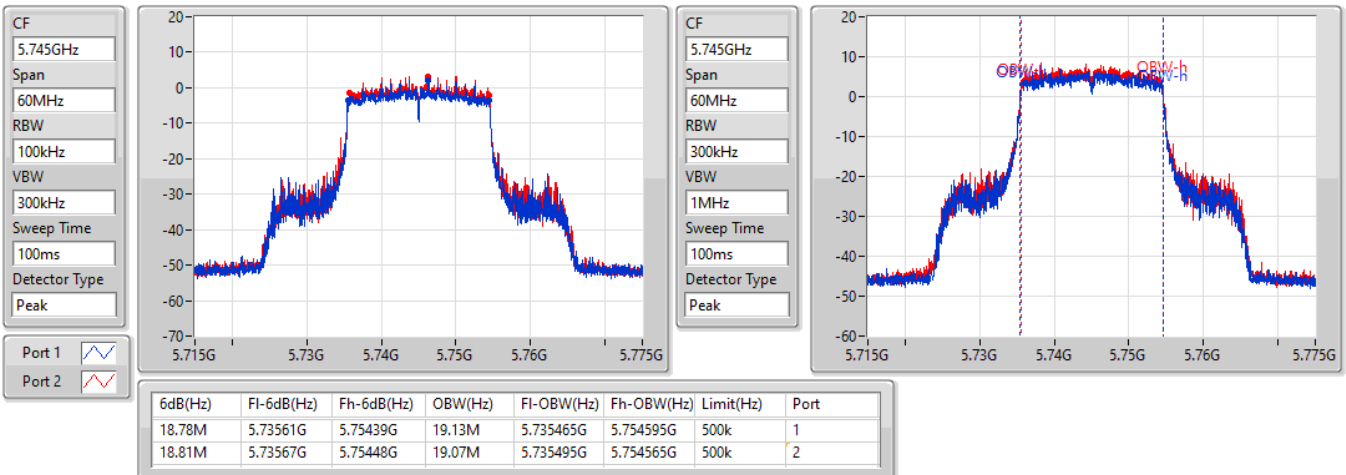 CF
5.745GHz
Span
60MHz
RBW
100kHz
VBW
300kHz
Sweep Time
100ms
Detector Type
Peak
Port 1
Port 2
20
10
0
-10
-20
-30
-40
-50
-60
-70
5.715G 5.73G 5.74G 5.75G 5.76G 5.775G
CF
5.745GHz
Span
60MHz
RBW
300kHz
VBW
1MHz
Sweep Time
100ms
Detector Type
Peak
20
10
0
-10
-20
-30
-40
-50
-60
OBW-h
OBW-h
5.715G 5.73G 5.74G 5.75G 5.76G 5.775G
6dB(Hz) Fl-6dB(Hz) Fh-6dB(Hz) OBW(Hz) Fl-OBW(Hz) Fh-OBW(Hz) Limit(Hz) Port
18.78M 5.73561G 5.75439G 19.13M 5.735465G 5.754595G 500k 1
18.81M 5.73567G 5.75448G 19.07M 5.735495G 5.754565G 500k 2